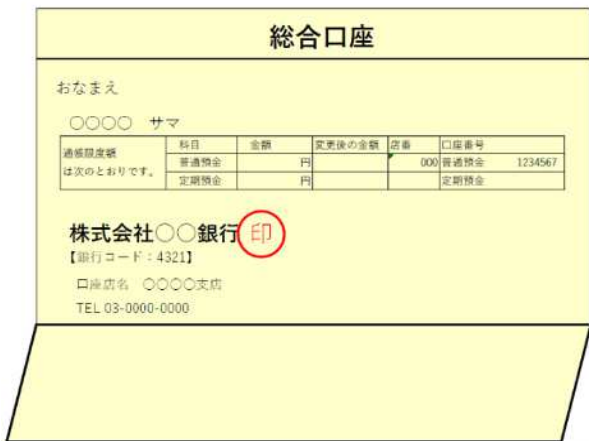 総合口座
おなまえ
○○○○ サマ
貸越限度額
は次のとおりです。
科目 金額 変更後の金額 店番 口座番号
普通預金 円 000 普通預金 1234567
定期預金 円 定期預金
株式会社○○銀行 印
【銀行コード：4321】
口座店名 ○○○○支店
TEL 03-0000-0000